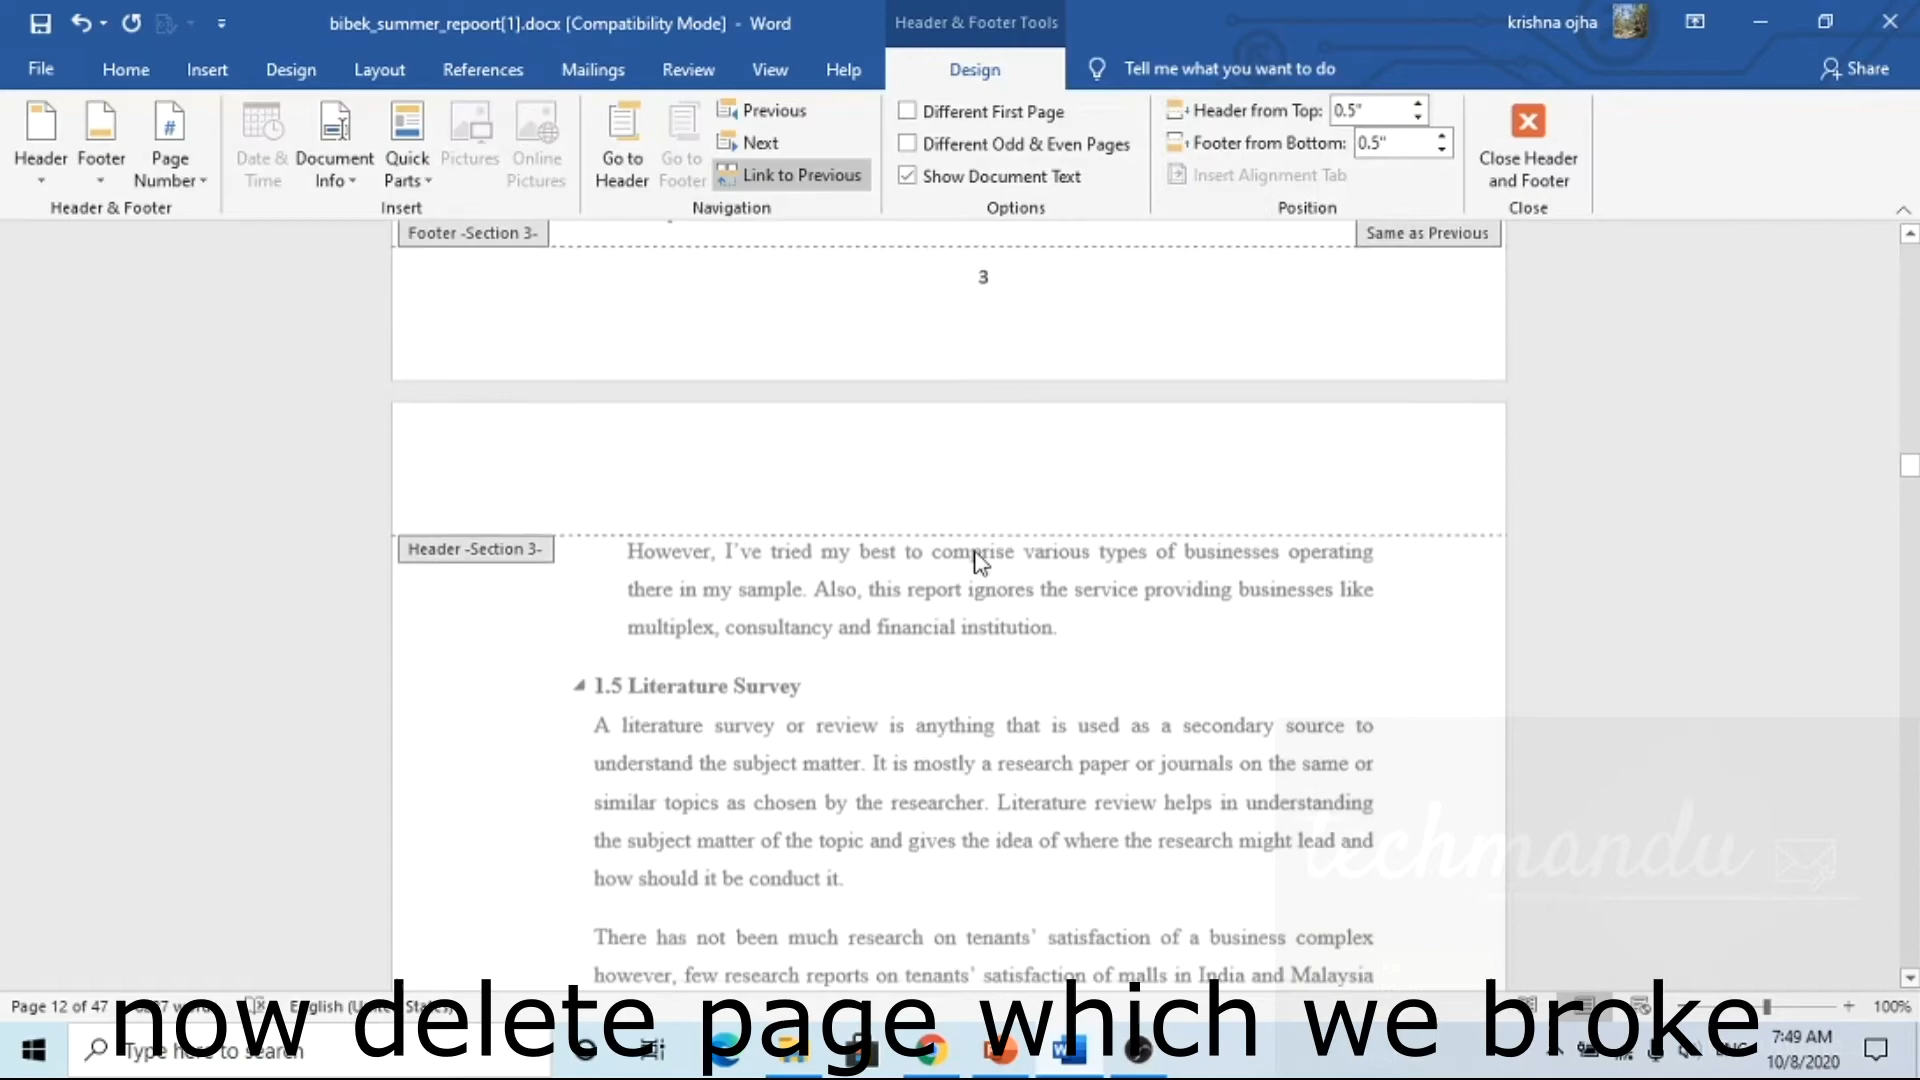 bibek_summer_repoort[1].docx [Compatibility Mode] - Word
Header & Footer Tools
krishna ojha
File Home Insert Design Layout References Mailings Review View Help Design Tell me what you want to do Share
Header
Footer
Page Number
Date & Time
Document Info
Quick Parts
Pictures
Online Pictures
Go to Header
Go to Footer
Previous
Next
Link to Previous
Different First Page
Different Odd & Even Pages
Show Document Text
Header from Top: 0.5"
Footer from Bottom: 0.5"
Insert Alignment Tab
Close Header and Footer
Header & Footer Insert Navigation Options Position Close
Footer -Section 3-
Same as Previous
3
Header -Section 3-
However, I've tried my best to comprise various types of businesses operating
there in my sample. Also, this report ignores the service providing businesses like
multiplex, consultancy and financial institution.
1.5 Literature Survey
A literature survey or review is anything that is used as a secondary source to
understand the subject matter. It is mostly a research paper or journals on the same or
similar topics as chosen by the researcher. Literature review helps in understanding
the subject matter of the topic and gives the idea of where the research might lead and
how should it be conduct it.
There has not been much research on tenants' satisfaction of a business complex
however, few research reports on tenants' satisfaction of malls in India and Malaysia
techmandu
Page 12 of 47
100%
now delete page which we broke
Type here to search
7:49 AM
10/8/2020